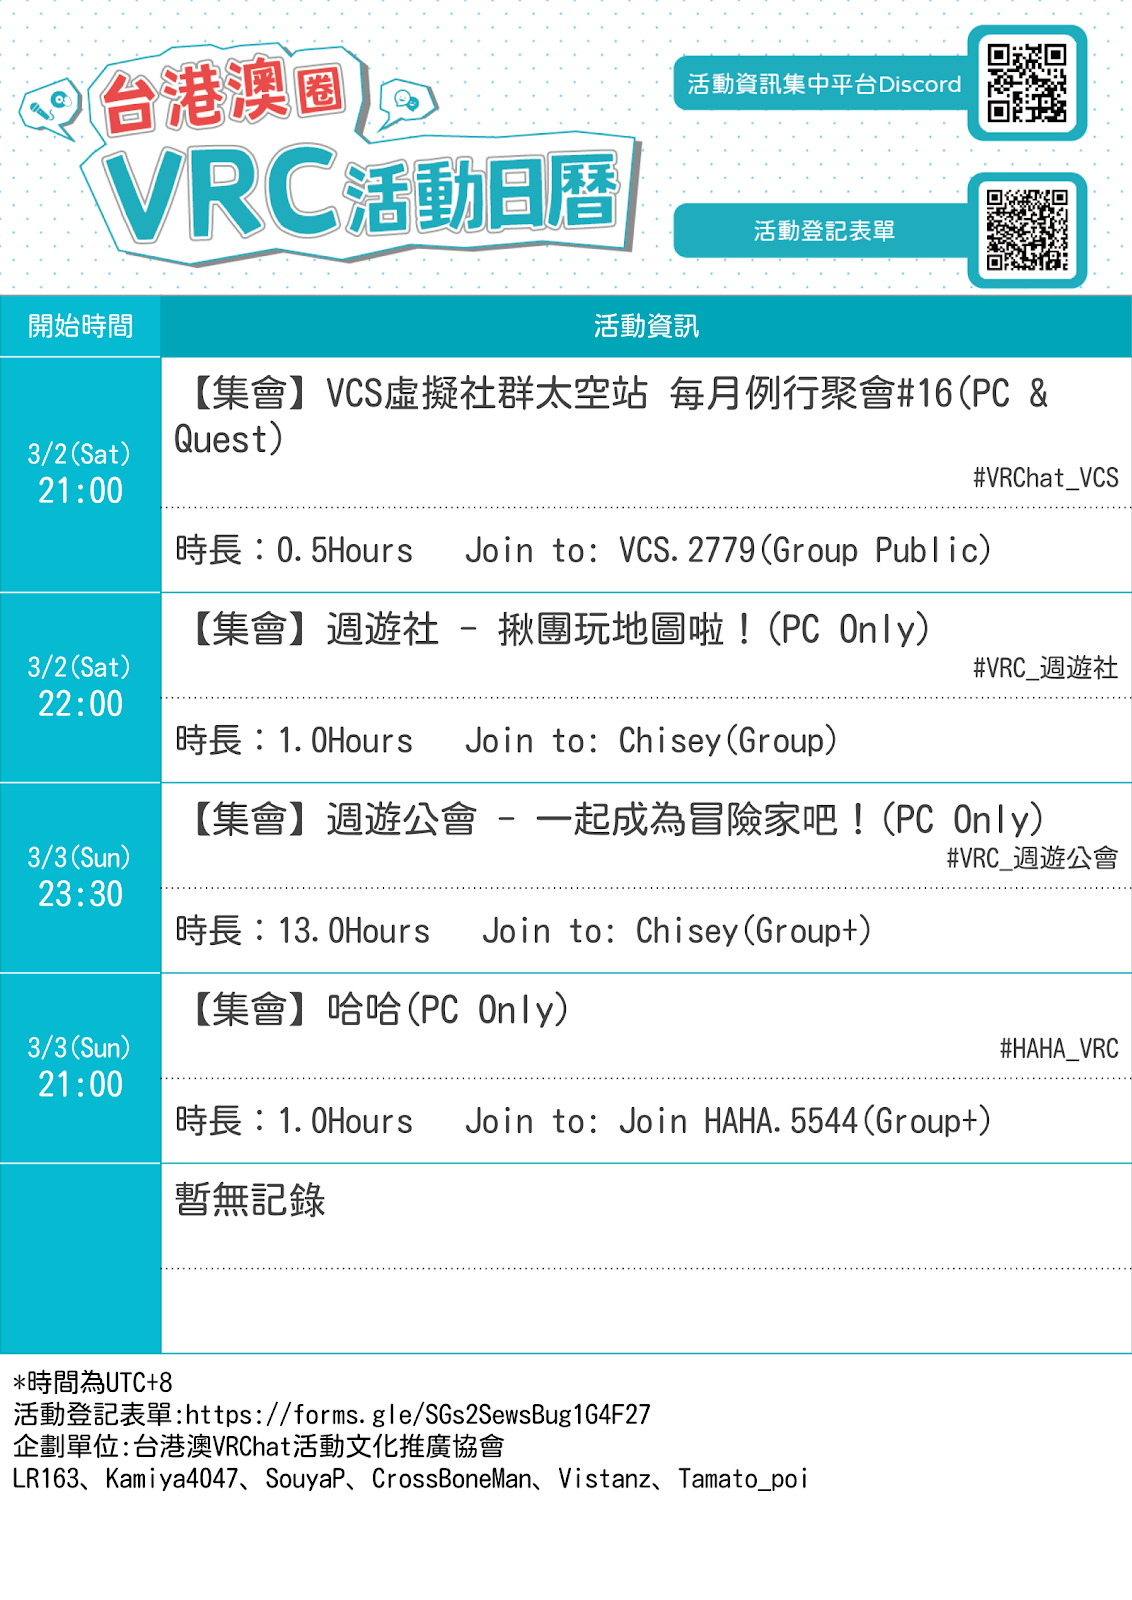 台港澳圈
VRC活動日曆
活動資訊集中平台Discord
活動登記表單
開始時間
活動資訊
3/2(Sat)
21:00
【集會】VCS虛擬社群太空站 每月例行聚會#16(PC &
Quest)
#VRChat_VCS
時長：0.5Hours Join to: VCS.2779(Group Public)
3/2(Sat)
22:00
【集會】週遊社 - 揪團玩地圖啦！(PC Only)
#VRC_週遊社
時長：1.0Hours Join to: Chisey(Group)
3/3(Sun)
23:30
【集會】週遊公會 - 一起成為冒險家吧！(PC Only)
#VRC_週遊公會
時長：13.0Hours Join to: Chisey(Group+)
3/3(Sun)
21:00
【集會】哈哈(PC Only)
#HAHA_VRC
時長：1.0Hours Join to: Join HAHA.5544(Group+)
暫無記錄
*時間為UTC+8
活動登記表單:https://forms.gle/SGs2SewsBug1G4F27
企劃單位:台港澳VRChat活動文化推廣協會
LR163、Kamiya4047、SouyaP、CrossBoneMan、Vistanz、Tamato_poi